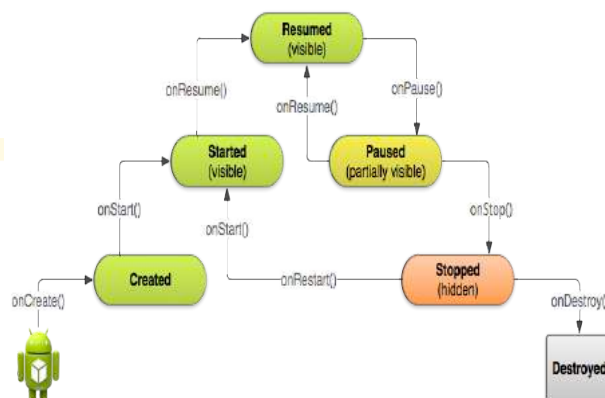 Resumed
(visible)
onResume()
onResume()
onPause()
Started
(visible)
Paused
(partially visible)
onStart()
onStart()
onStop()
Created
onRestart()
Stopped
(hidden)
onCreate()
onDestroy()
Destroyed